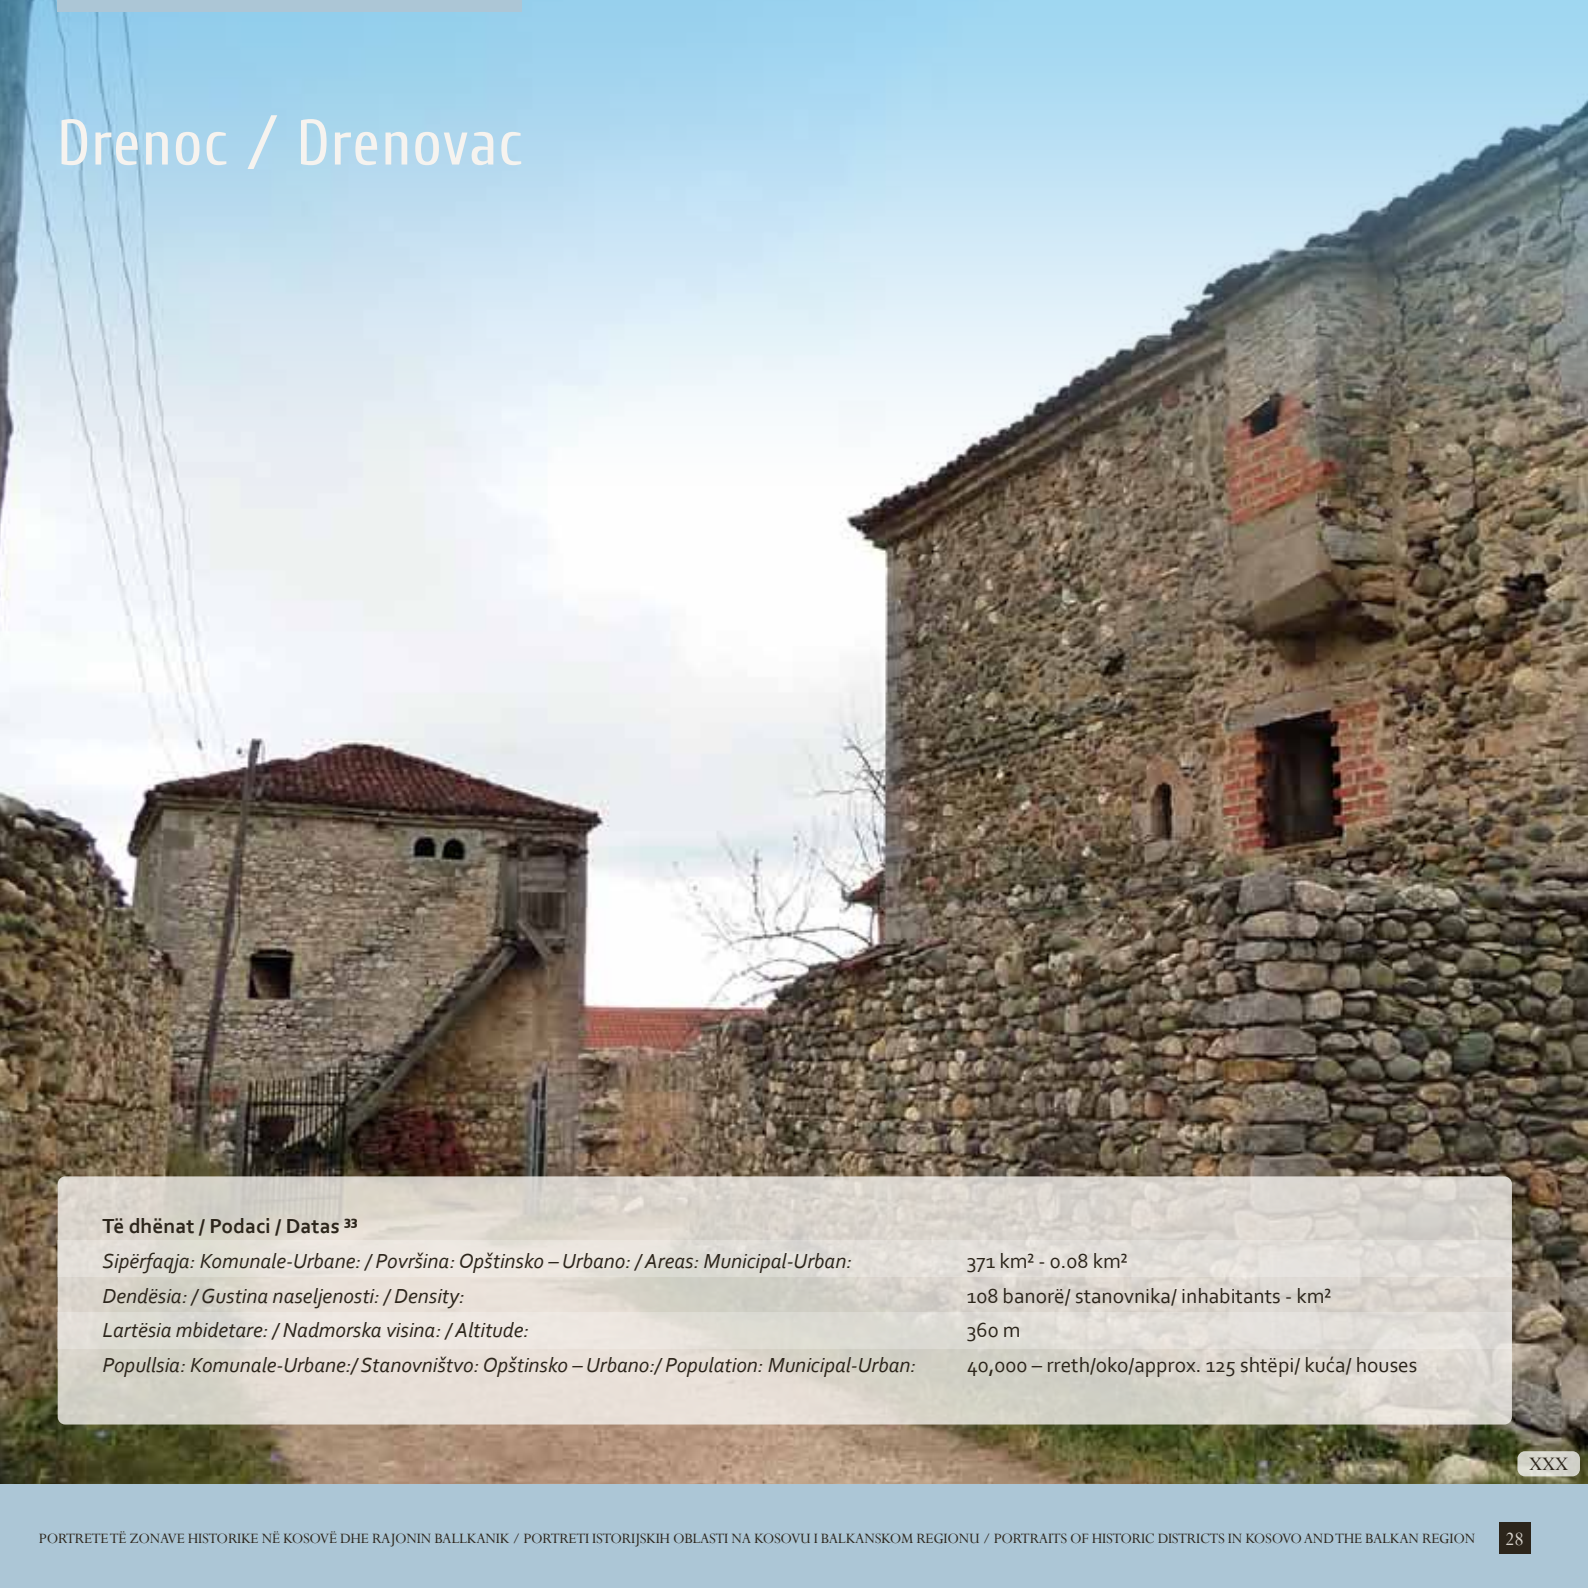 Drenoc / Drenovac
Të dhënat / Podaci / Datas ³³
Sipërfaqja: Komunale-Urbane: / Površina: Opštinsko – Urbano: / Areas: Municipal-Urban: 371 km² - 0.08 km²
Dendësia: / Gustina naseljenosti: / Density: 108 banorë/ stanovnika/ inhabitants - km²
Lartësia mbidetare: / Nadmorska visina: / Altitude: 360 m
Popullsia: Komunale-Urbane:/ Stanovništvo: Opštinsko – Urbano:/ Population: Municipal-Urban: 40,000 – rreth/oko/approx. 125 shtëpi/ kuća/ houses
XXX
PORTRETE TË ZONAVE HISTORIKE NË KOSOVË DHE RAJONIN BALLKANIK / PORTRETI ISTORIJSKIH OBLASTI NA KOSOVU I BALKANSKOM REGIONU / PORTRAITS OF HISTORIC DISTRICTS IN KOSOVO AND THE BALKAN REGION 28